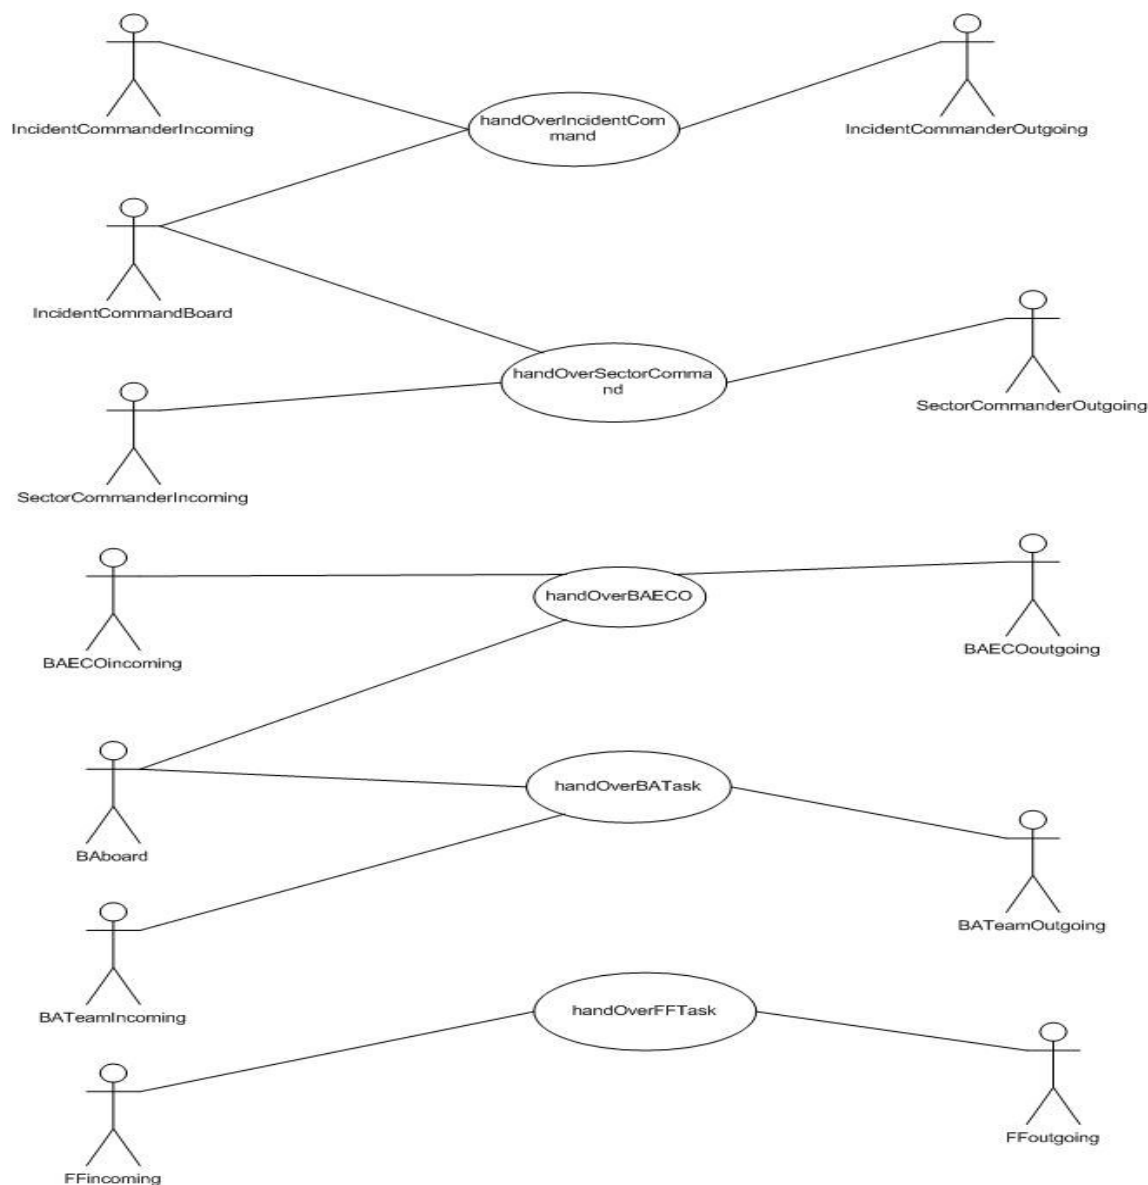 handOverIncidentCom
mand
IncidentCommanderIncoming
IncidentCommanderOutgoing
IncidentCommandBoard
handOverSectorComma
nd
SectorCommanderOutgoing
SectorCommanderIncoming
handOverBAECO
BAECOincoming
BAECOoutgoing
handOverBATask
BAboard
BATeamOutgoing
BATeamIncoming
handOverFFTask
FFoutgoing
FFincoming